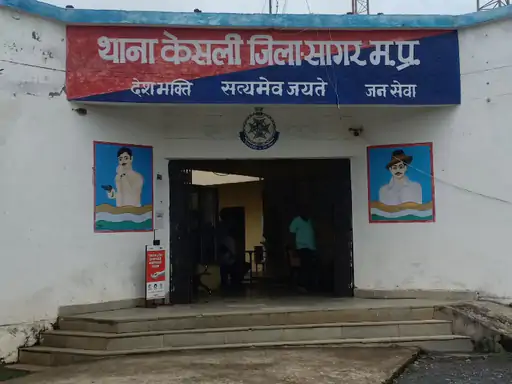 थाना केसली जिला सागर म.प्र.
देशभक्ति सत्यमेव जयते जन सेवा